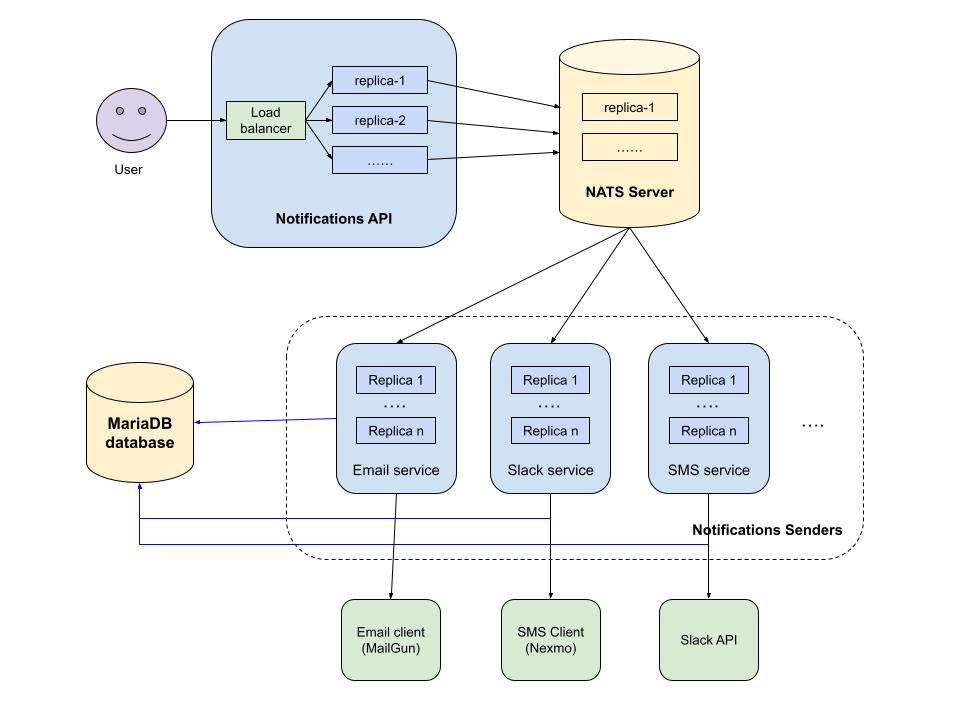 User
Load
balancer
replica-1
replica-2
......
Notifications API
replica-1
......
NATS Server
MariaDB
database
Replica 1
....
Replica n
Email service
Replica 1
....
Replica n
Slack service
Replica 1
....
Replica n
SMS service
....
Notifications Senders
Email client
(MailGun)
SMS Client
(Nexmo)
Slack API